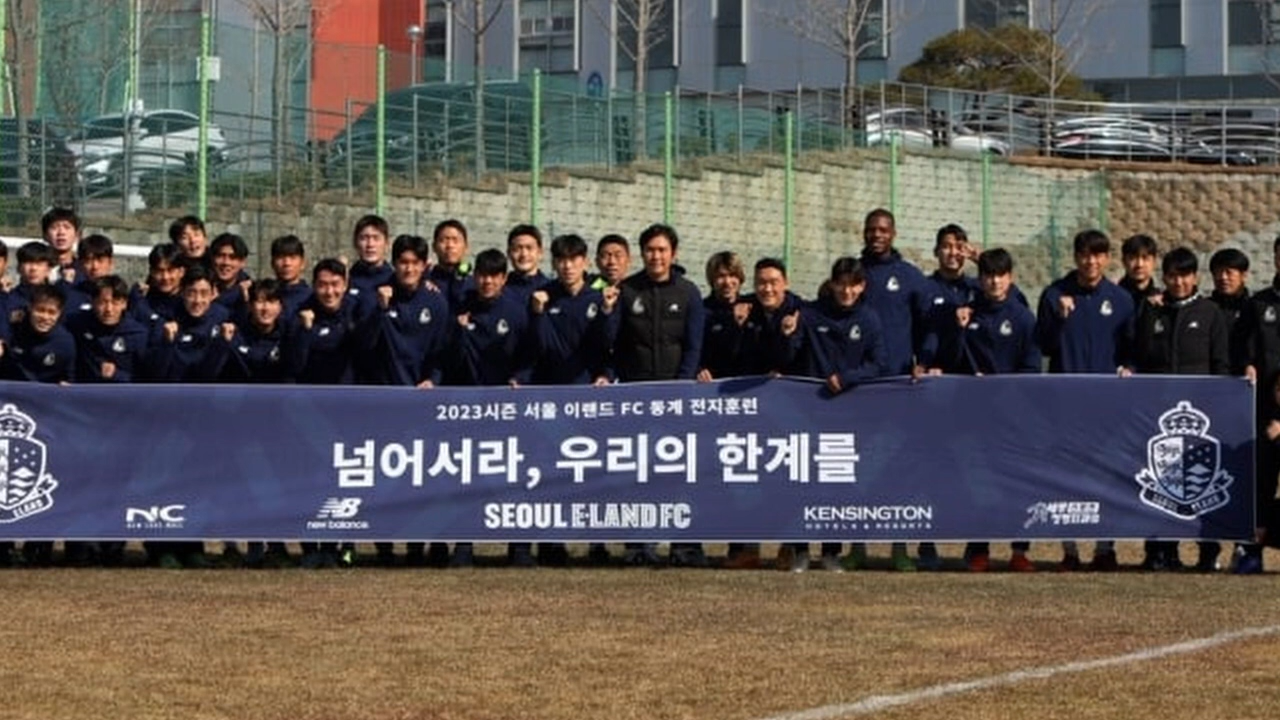 2023시즌 서울 이랜드 FC 동계 전지훈련
넘어서라, 우리의 한계를
NC
new balance
SEOUL E·LAND FC
KENSINGTON
HOTELS & RESORTS